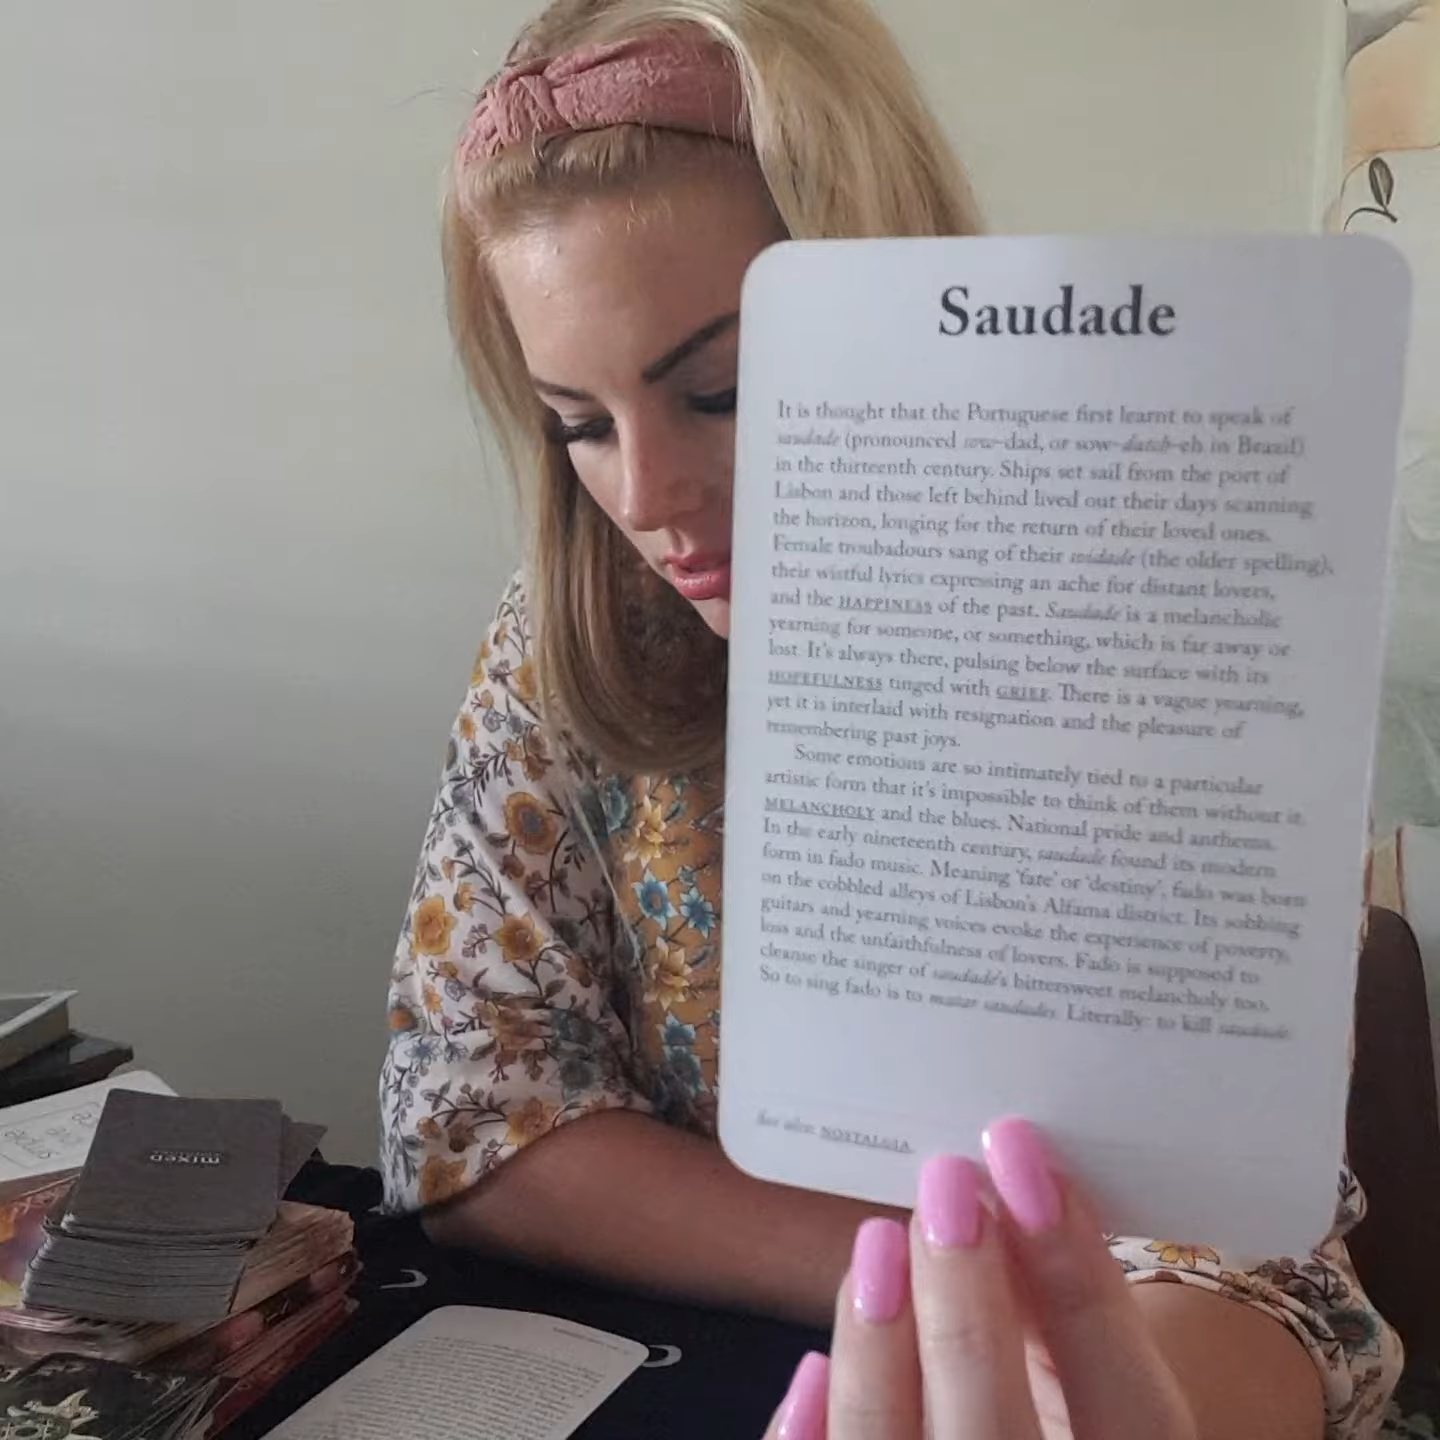 Saudade
It is thought that the Portuguese first learnt to speak of
saudade (pronounced sow-dad, or sow-datch-eh in Brazil)
in the thirteenth century. Ships set sail from the port of
Lisbon and those left behind lived out their days scanning
the horizon, longing for the return of their loved ones.
Female troubadours sang of their soidade (the older spelling),
their wistful lyrics expressing an ache for distant lovers,
and the HAPPINESS of the past. Saudade is a melancholic
yearning for someone, or something, which is far away or
lost. It's always there, pulsing below the surface with its
HOPEFULNESS tinged with GRIEF. There is a vague yearning,
yet it is interlaid with resignation and the pleasure of
remembering past joys.
Some emotions are so intimately tied to a particular
artistic form that it's impossible to think of them without it.
MELANCHOLY and the blues. National pride and anthems.
In the early nineteenth century, saudade found its modern
form in fado music. Meaning 'fate' or 'destiny', fado was born
on the cobbled alleys of Lisbon's Alfama district. Its sobbing
guitars and yearning voices evoke the experience of poverty,
loss and the unfaithfulness of lovers. Fado is supposed to
cleanse the singer of saudade's bittersweet melancholy too.
So to sing fado is to matar saudades. Literally: to kill saudade.
See also: NOSTALGIA.
mixed